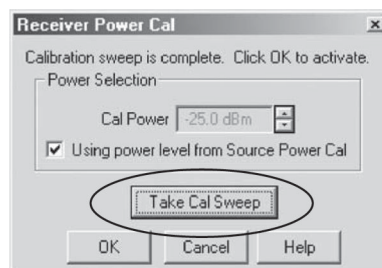 Receiver Power Cal
Calibration sweep is complete. Click OK to activate.
Power Selection
Cal Power -25.0 dBm
Using power level from Source Power Cal
Take Cal Sweep
OK Cancel Help